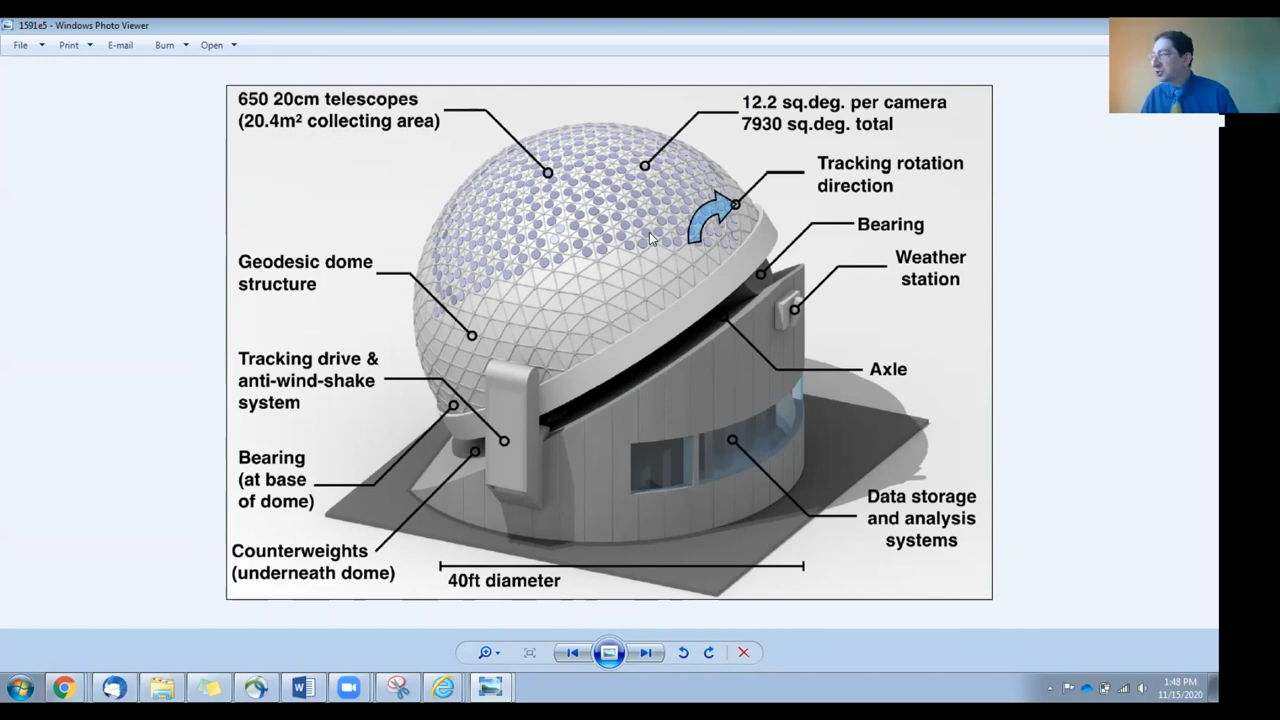 1591e5 - Windows Photo Viewer
File Print E-mail Burn Open
650 20cm telescopes
(20.4m² collecting area)
12.2 sq.deg. per camera
7930 sq.deg. total
Tracking rotation
direction
Bearing
Weather
station
Geodesic dome
structure
Tracking drive &
anti-wind-shake
system
Axle
Bearing
(at base
of dome)
Data storage
and analysis
systems
Counterweights
(underneath dome)
40ft diameter
1:48 PM
11/15/2020